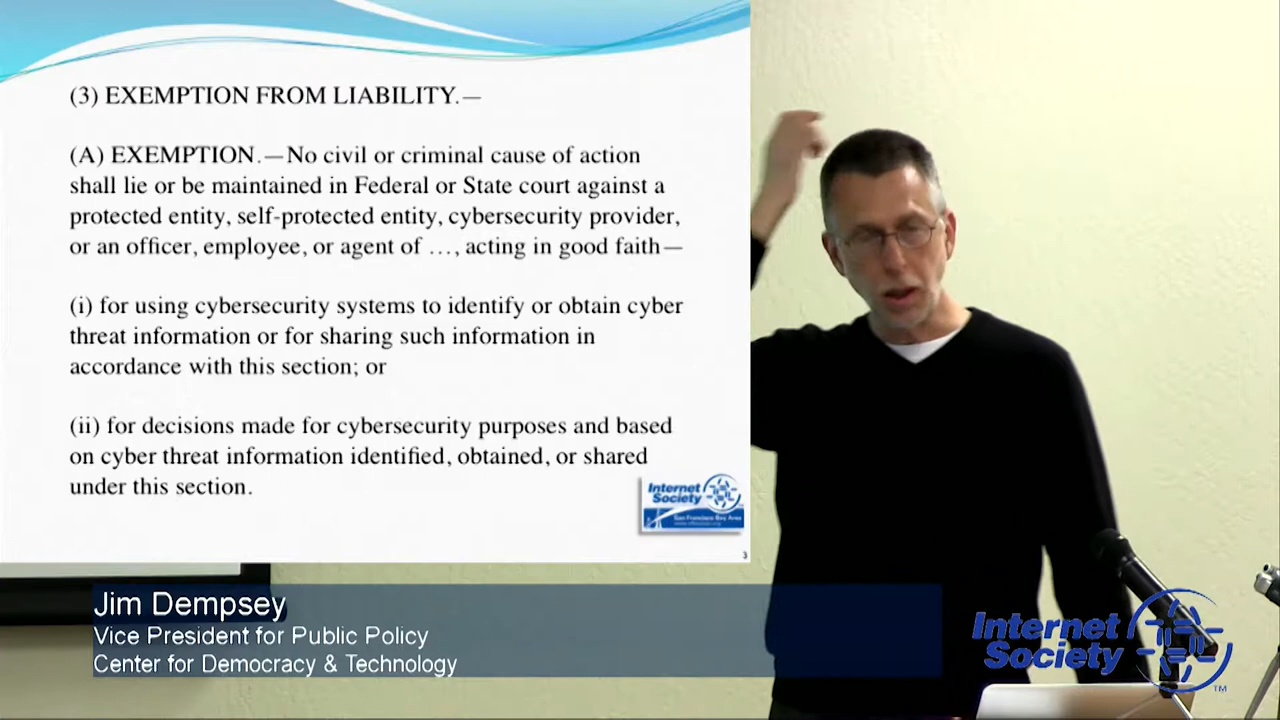 (3) EXEMPTION FROM LIABILITY.—
(A) EXEMPTION.—No civil or criminal cause of action
shall lie or be maintained in Federal or State court against a
protected entity, self-protected entity, cybersecurity provider,
or an officer, employee, or agent of …, acting in good faith—
(i) for using cybersecurity systems to identify or obtain cyber
threat information or for sharing such information in
accordance with this section; or
(ii) for decisions made for cybersecurity purposes and based
on cyber threat information identified, obtained, or shared
under this section.
Internet
Society
San Francisco Bay Area
3
Jim Dempsey
Vice President for Public Policy
Center for Democracy & Technology
Internet
Society
TM